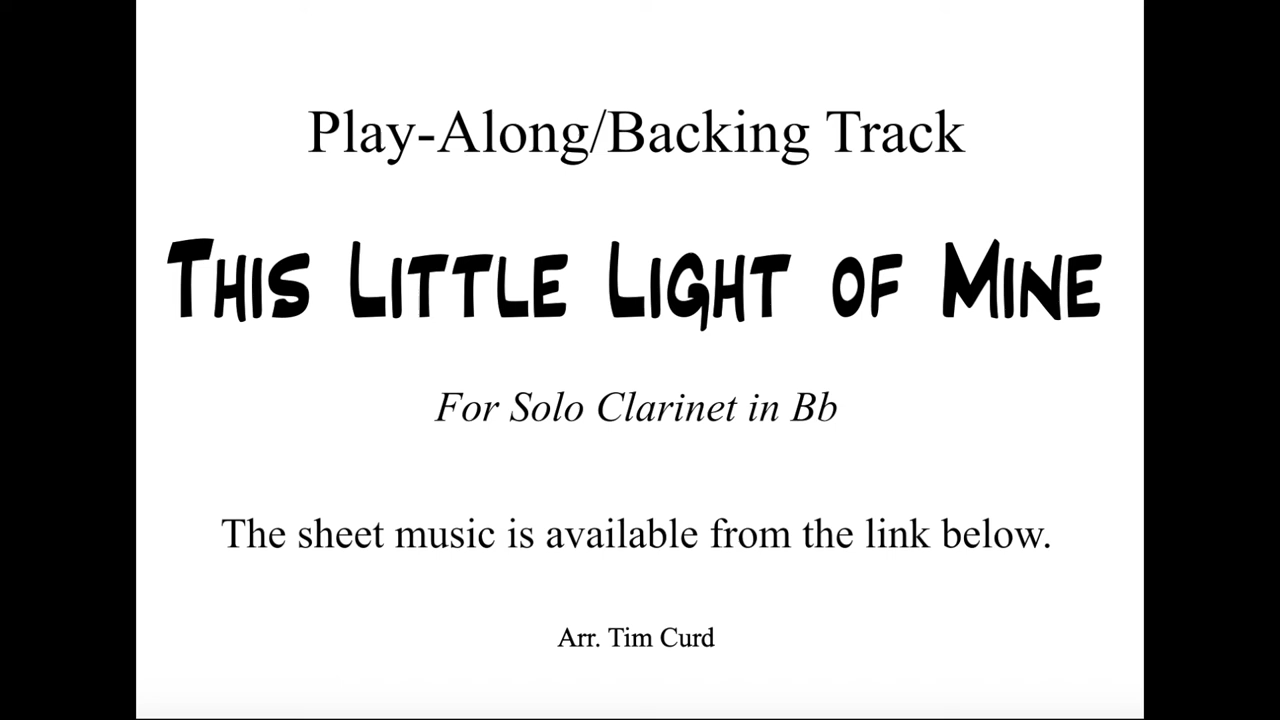 Play-Along/Backing Track
This Little Light of Mine
For Solo Clarinet in Bb
The sheet music is available from the link below.
Arr. Tim Curd